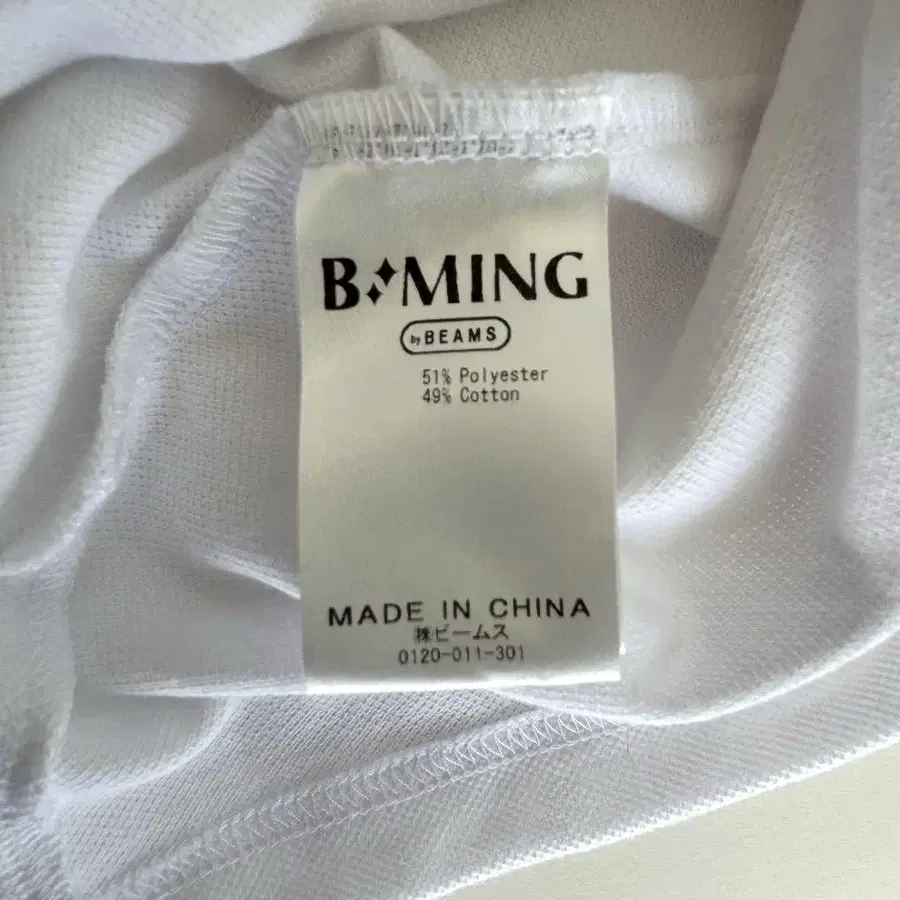 B:MING
by BEAMS
51% Polyester
49% Cotton
MADE IN CHINA
㈱ビームス
0120-011-301